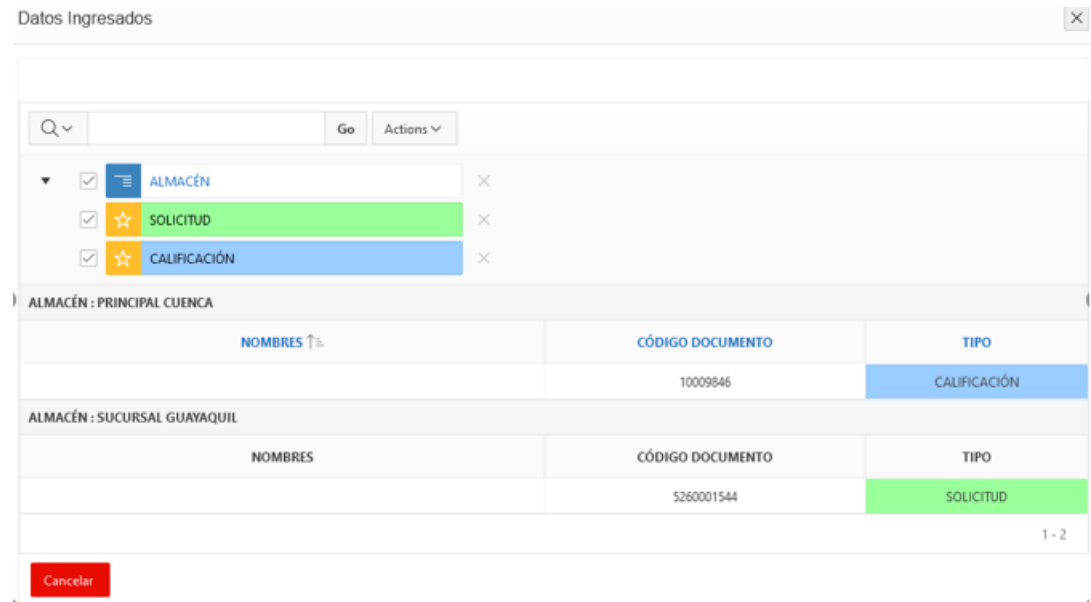 Datos Ingresados
Go Actions
ALMACÉN
SOLICITUD
CALIFICACIÓN
ALMACÉN : PRINCIPAL CUENCA
NOMBRES CÓDIGO DOCUMENTO TIPO
10009846 CALIFICACIÓN
ALMACÉN : SUCURSAL GUAYAQUIL
NOMBRES CÓDIGO DOCUMENTO TIPO
5260001544 SOLICITUD
1 - 2
Cancelar